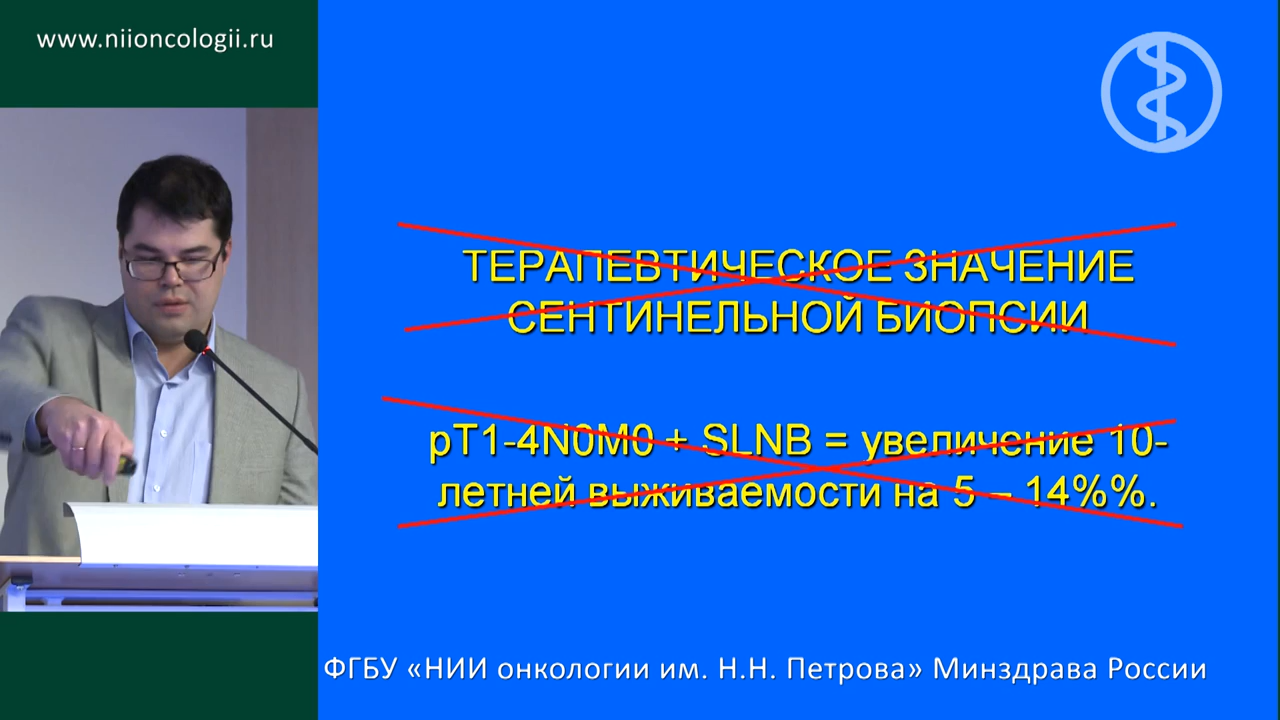 www.niioncologii.ru
ТЕРАПЕВТИЧЕСКОЕ ЗНАЧЕНИЕ
СЕНТИНЕЛЬНОЙ БИОПСИИ
pT1-4N0M0 + SLNB = увеличение 10-
летней выживаемости на 5 – 14%%.
ФГБУ «НИИ онкологии им. Н.Н. Петрова» Минздрава России